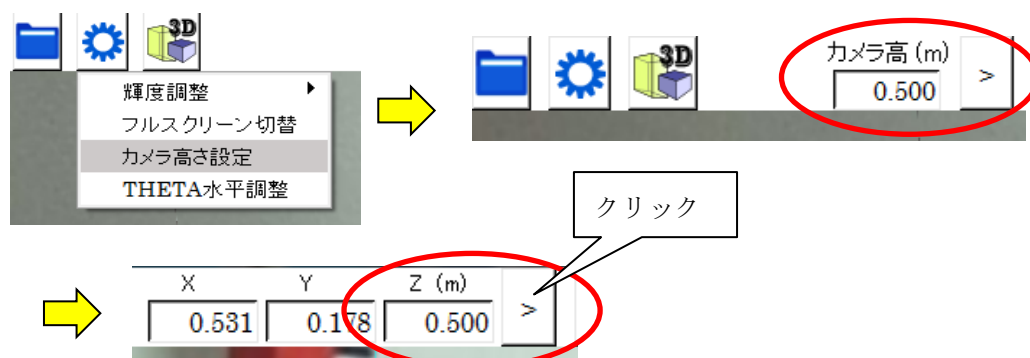 3D
輝度調整
フルスクリーン切替
カメラ高さ設定
THETA水平調整
3D
カメラ高 (m)
0.500 >
クリック
X Y Z (m)
0.531 0.178 0.500 >